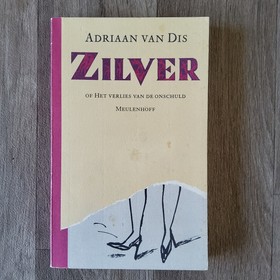 Adriaan van Dis
Zilver
of Het verlies van de onschuld
Meulenhoff